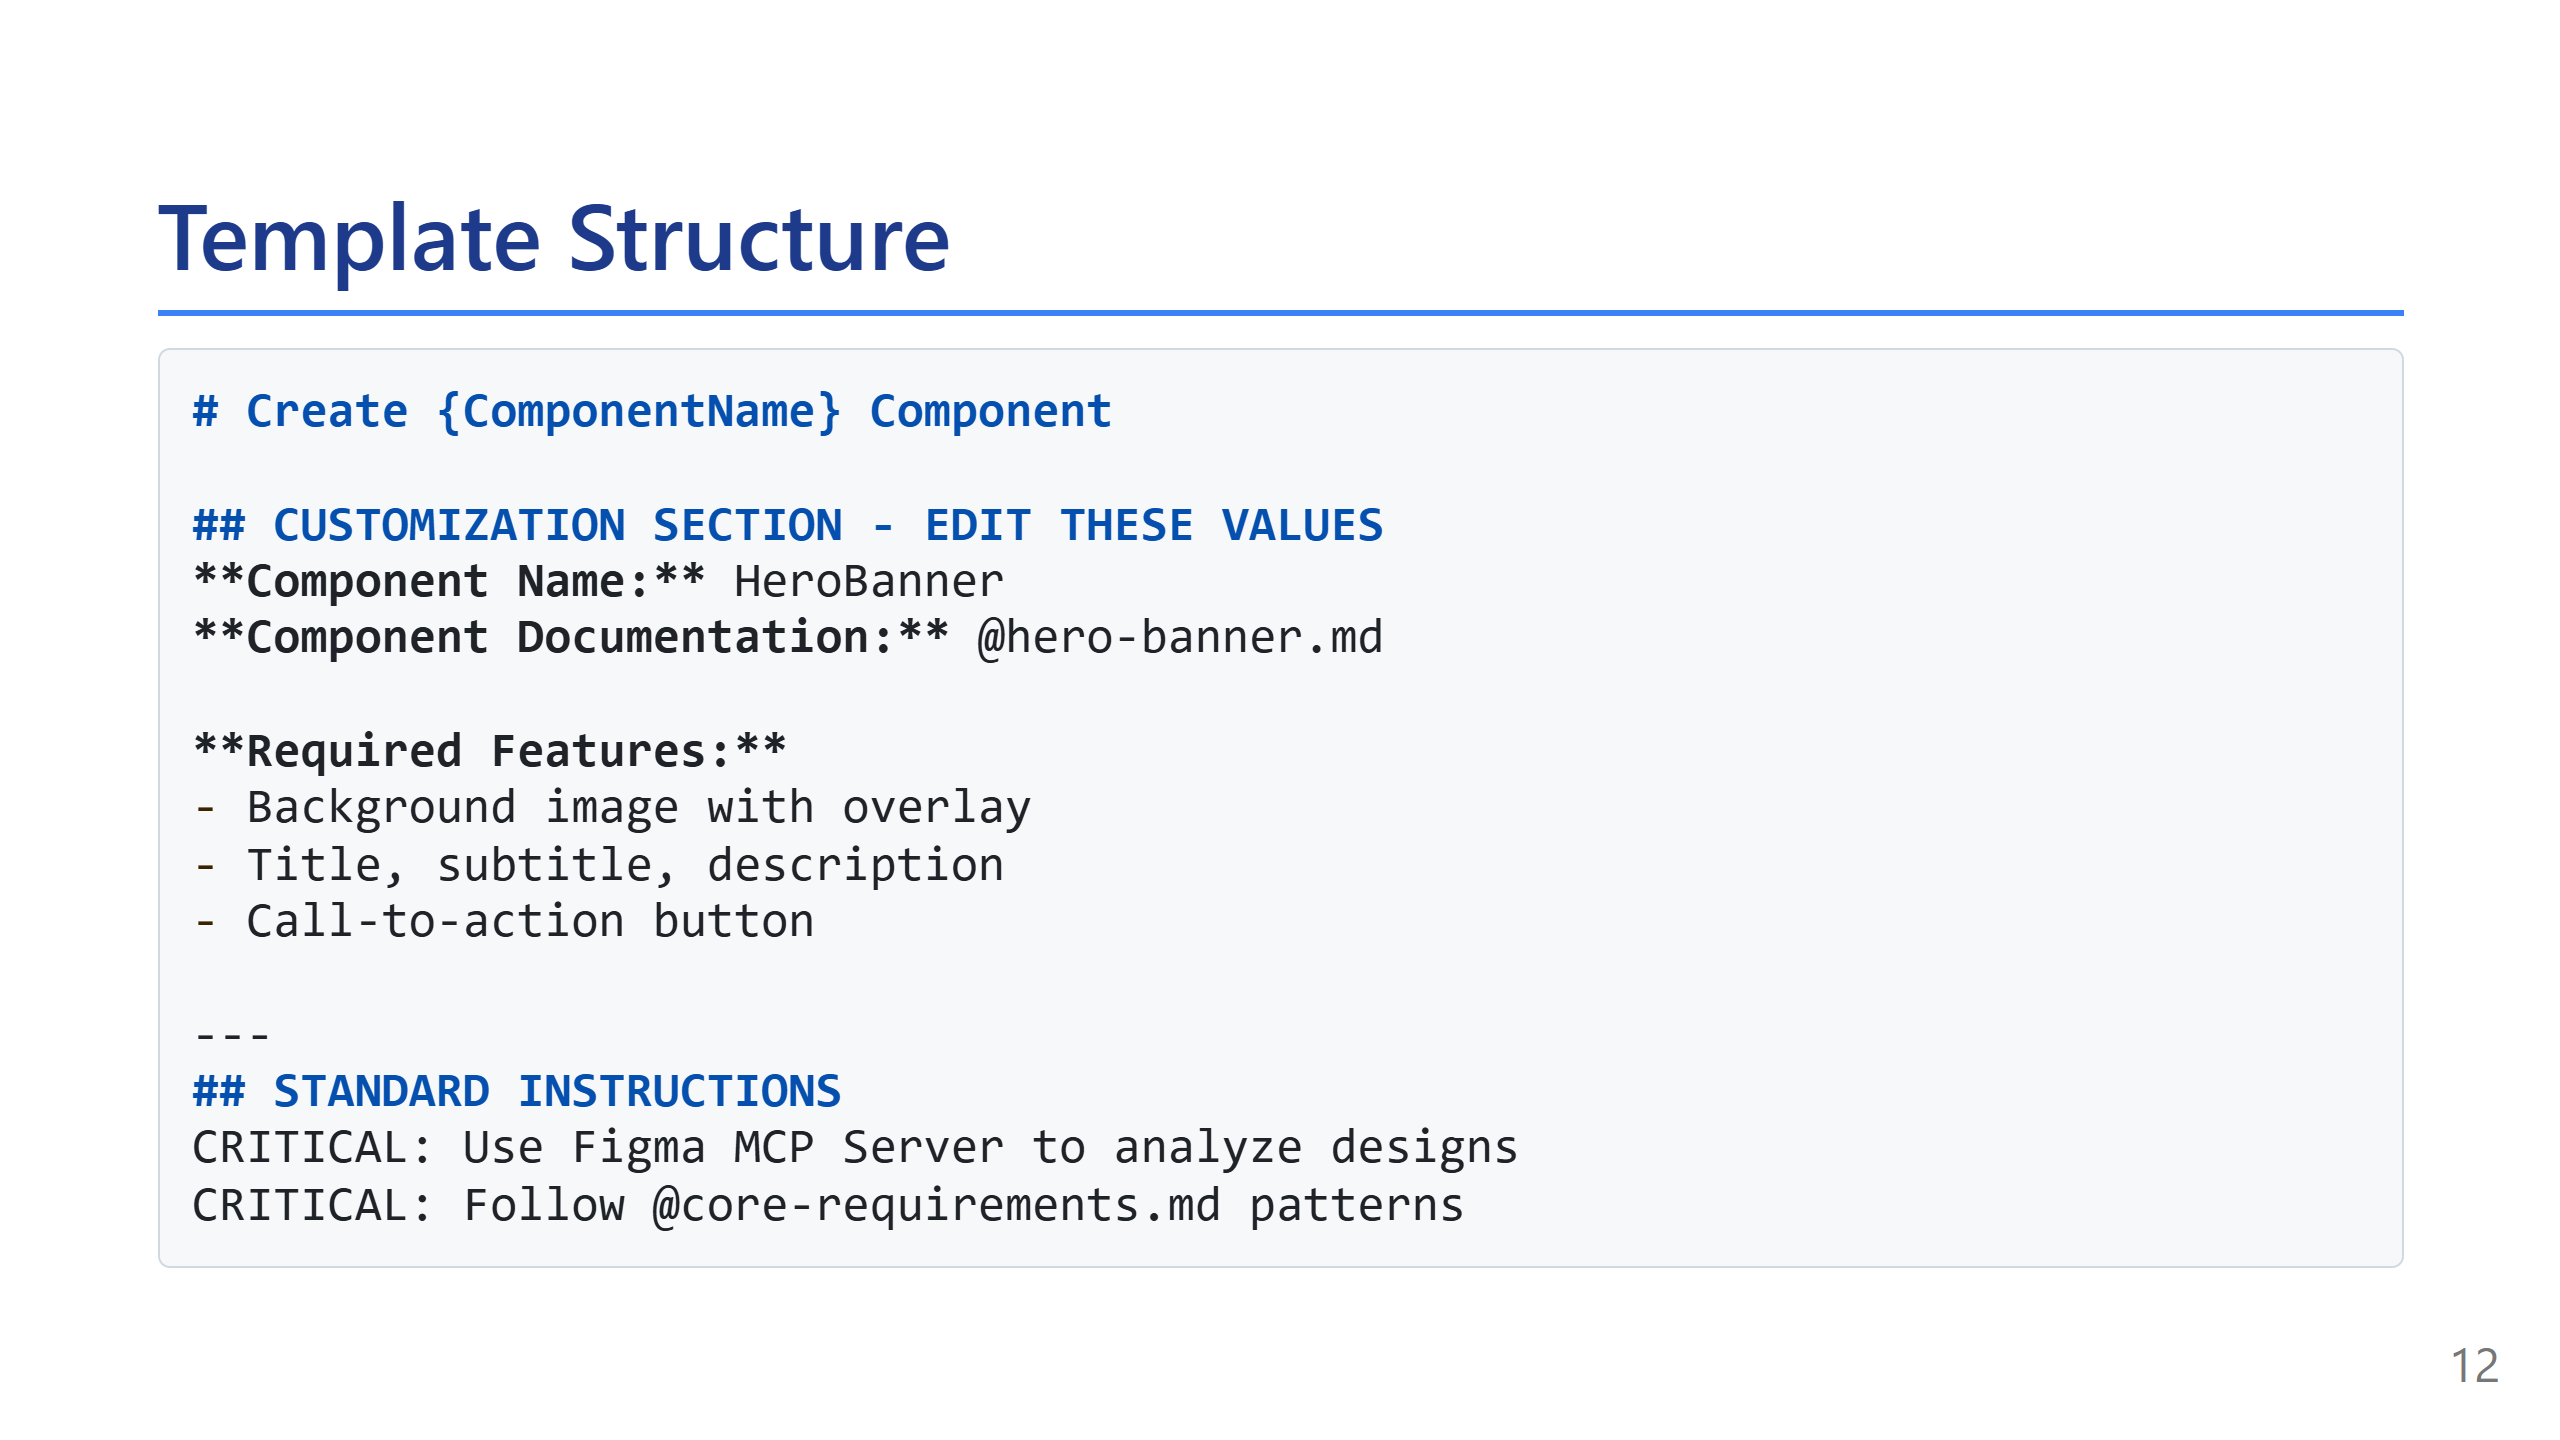 Template Structure
# Create {ComponentName} Component
## CUSTOMIZATION SECTION - EDIT THESE VALUES
**Component Name:** HeroBanner
**Component Documentation:** @hero-banner.md
**Required Features:**
- Background image with overlay
- Title, subtitle, description
- Call-to-action button
---
## STANDARD INSTRUCTIONS
CRITICAL: Use Figma MCP Server to analyze designs
CRITICAL: Follow @core-requirements.md patterns
12